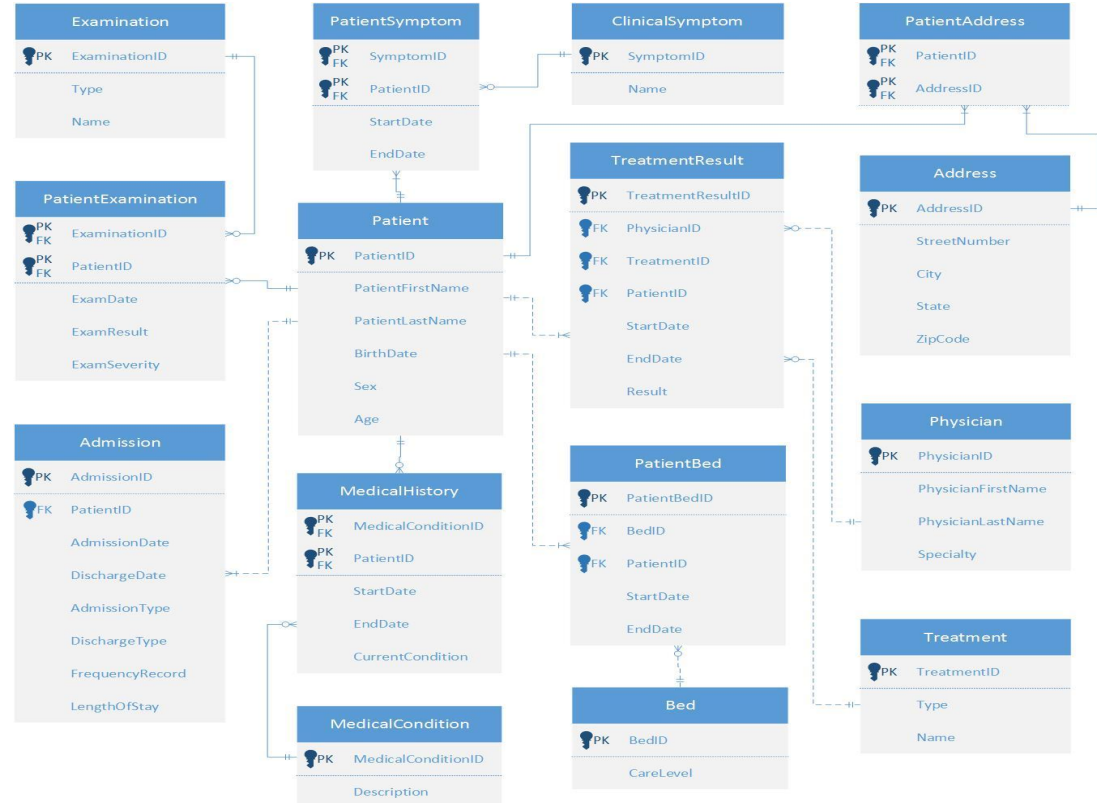 Examination
PK ExaminationID
Type
Name
PatientSymptom
PK
FK SymptomID
PK
FK PatientID
StartDate
EndDate
ClinicalSymptom
PK SymptomID
Name
PatientAddress
PK
FK PatientID
PK
FK AddressID
PatientExamination
PK
FK ExaminationID
PK
FK PatientID
ExamDate
ExamResult
ExamSeverity
Patient
PK PatientID
PatientFirstName
PatientLastName
BirthDate
Sex
Age
TreatmentResult
PK TreatmentResultID
FK PhysicianID
FK TreatmentID
FK PatientID
StartDate
EndDate
Result
Address
PK AddressID
StreetNumber
City
State
ZipCode
Admission
PK AdmissionID
FK PatientID
AdmissionDate
DischargeDate
AdmissionType
DischargeType
FrequencyRecord
LengthOfStay
MedicalHistory
PK
FK MedicalConditionID
PK
FK PatientID
StartDate
EndDate
CurrentCondition
PatientBed
PK PatientBedID
FK BedID
FK PatientID
StartDate
EndDate
Physician
PK PhysicianID
PhysicianFirstName
PhysicianLastName
Specialty
MedicalCondition
PK MedicalConditionID
Description
Bed
PK BedID
CareLevel
Treatment
PK TreatmentID
Type
Name